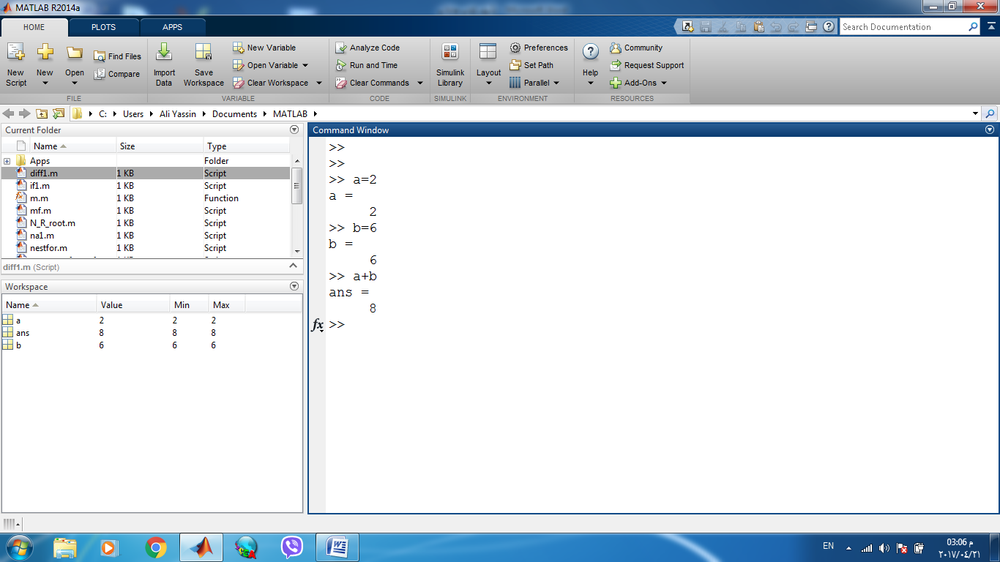 MATLAB R2014a
HOME PLOTS APPS
Search Documentation
New Script
New
Open
Find Files
Compare
Import Data
Save Workspace
New Variable
Open Variable
Clear Workspace
Analyze Code
Run and Time
Clear Commands
Simulink Library
Layout
Preferences
Set Path
Parallel
Help
Community
Request Support
Add-Ons
FILE VARIABLE CODE SIMULINK ENVIRONMENT RESOURCES
C: Users Ali Yassin Documents MATLAB
Current Folder
Name Size Type
Apps Folder
diff1.m 1 KB Script
if1.m 1 KB Script
m.m 1 KB Function
mf.m 1 KB Script
N_R_root.m 1 KB Script
na1.m 1 KB Script
nestfor.m 1 KB Script
diff1.m (Script)
Workspace
Name Value Min Max
a 2 2 2
ans 8 8 8
b 6 6 6
Command Window
>>
>>
>> a=2
a =
2
>> b=6
b =
6
>> a+b
ans =
8
fx >>
EN
03:06 م
٢٠١٧/٠٤/٢١